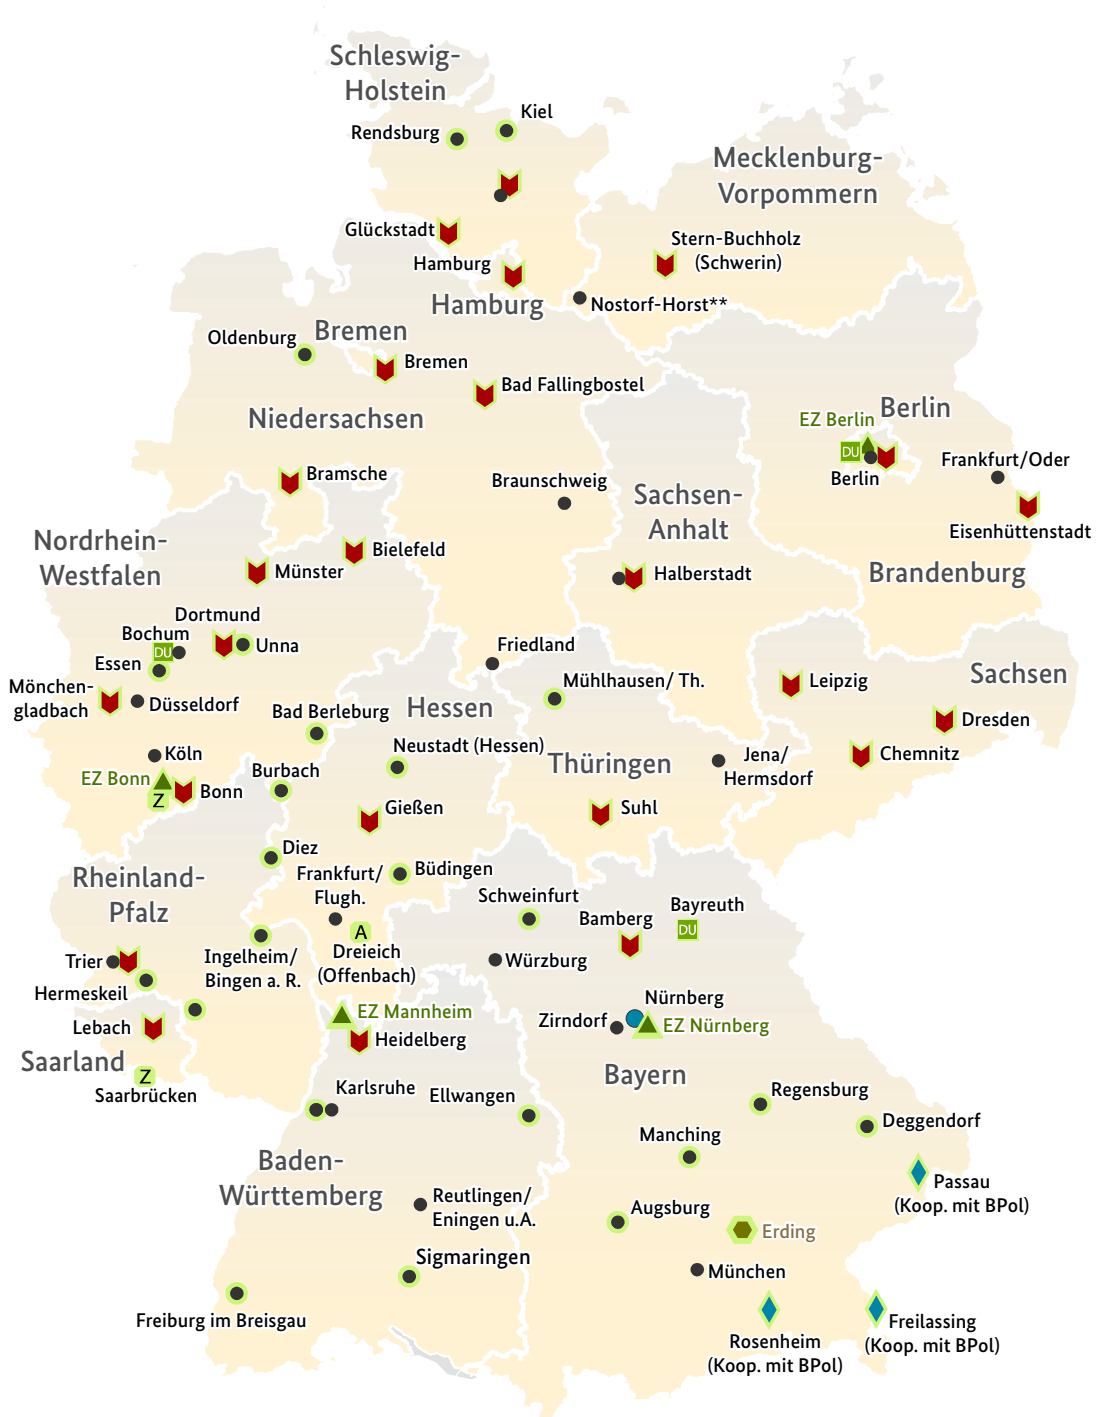 Schleswig-
Holstein
Kiel
Rendsburg
Mecklenburg-
Vorpommern
Glückstadt
Stern-Buchholz
(Schwerin)
Hamburg
Hamburg
Nostorf-Horst**
Oldenburg
Bremen
Bremen
Bad Fallingbostel
Niedersachsen
Berlin
EZ Berlin
DU
Berlin
Frankfurt/Oder
Eisenhüttenstadt
Bramsche
Braunschweig
Sachsen-
Anhalt
Nordrhein-
Westfalen
Bielefeld
Münster
Halberstadt
Brandenburg
Dortmund
Bochum
DU
Unna
Essen
Friedland
Mühlhausen/ Th.
Leipzig
Sachsen
Mönchen-
gladbach
Düsseldorf
Bad Berleburg
Hessen
Dresden
Köln
Neustadt (Hessen)
Thüringen
Jena/
Hermsdorf
Chemnitz
EZ Bonn
Z
Bonn
Burbach
Gießen
Suhl
Diez
Rheinland-
Pfalz
Frankfurt/
Flugh.
Büdingen
Schweinfurt
Bamberg
Bayreuth
DU
A
Dreieich
(Offenbach)
Trier
Ingelheim/
Bingen a. R.
Würzburg
Hermeskeil
Nürnberg
Lebach
EZ Mannheim
Zirndorf
EZ Nürnberg
Heidelberg
Saarland
Z
Saarbrücken
Bayern
Karlsruhe
Ellwangen
Regensburg
Deggendorf
Manching
Baden-
Württemberg
Passau
(Koop. mit BPol)
Reutlingen/
Eningen u.A.
Augsburg
Erding
Sigmaringen
München
Freiburg im Breisgau
Rosenheim
(Koop. mit BPol)
Freilassing
(Koop. mit BPol)